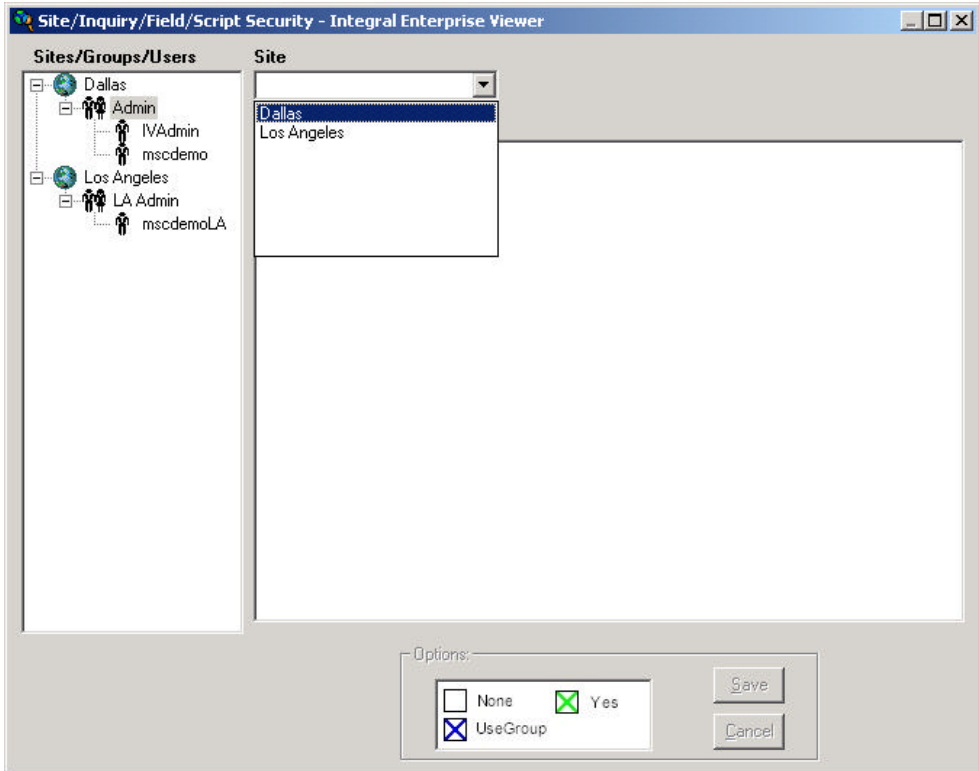 Site/Inquiry/Field/Script Security - Integral Enterprise Viewer
Sites/Groups/Users
Site
Dallas
Admin
IVAdmin
mscdemo
Los Angeles
LA Admin
mscdemoLA
Dallas
Los Angeles
Options:
None
Yes
UseGroup
Save
Cancel